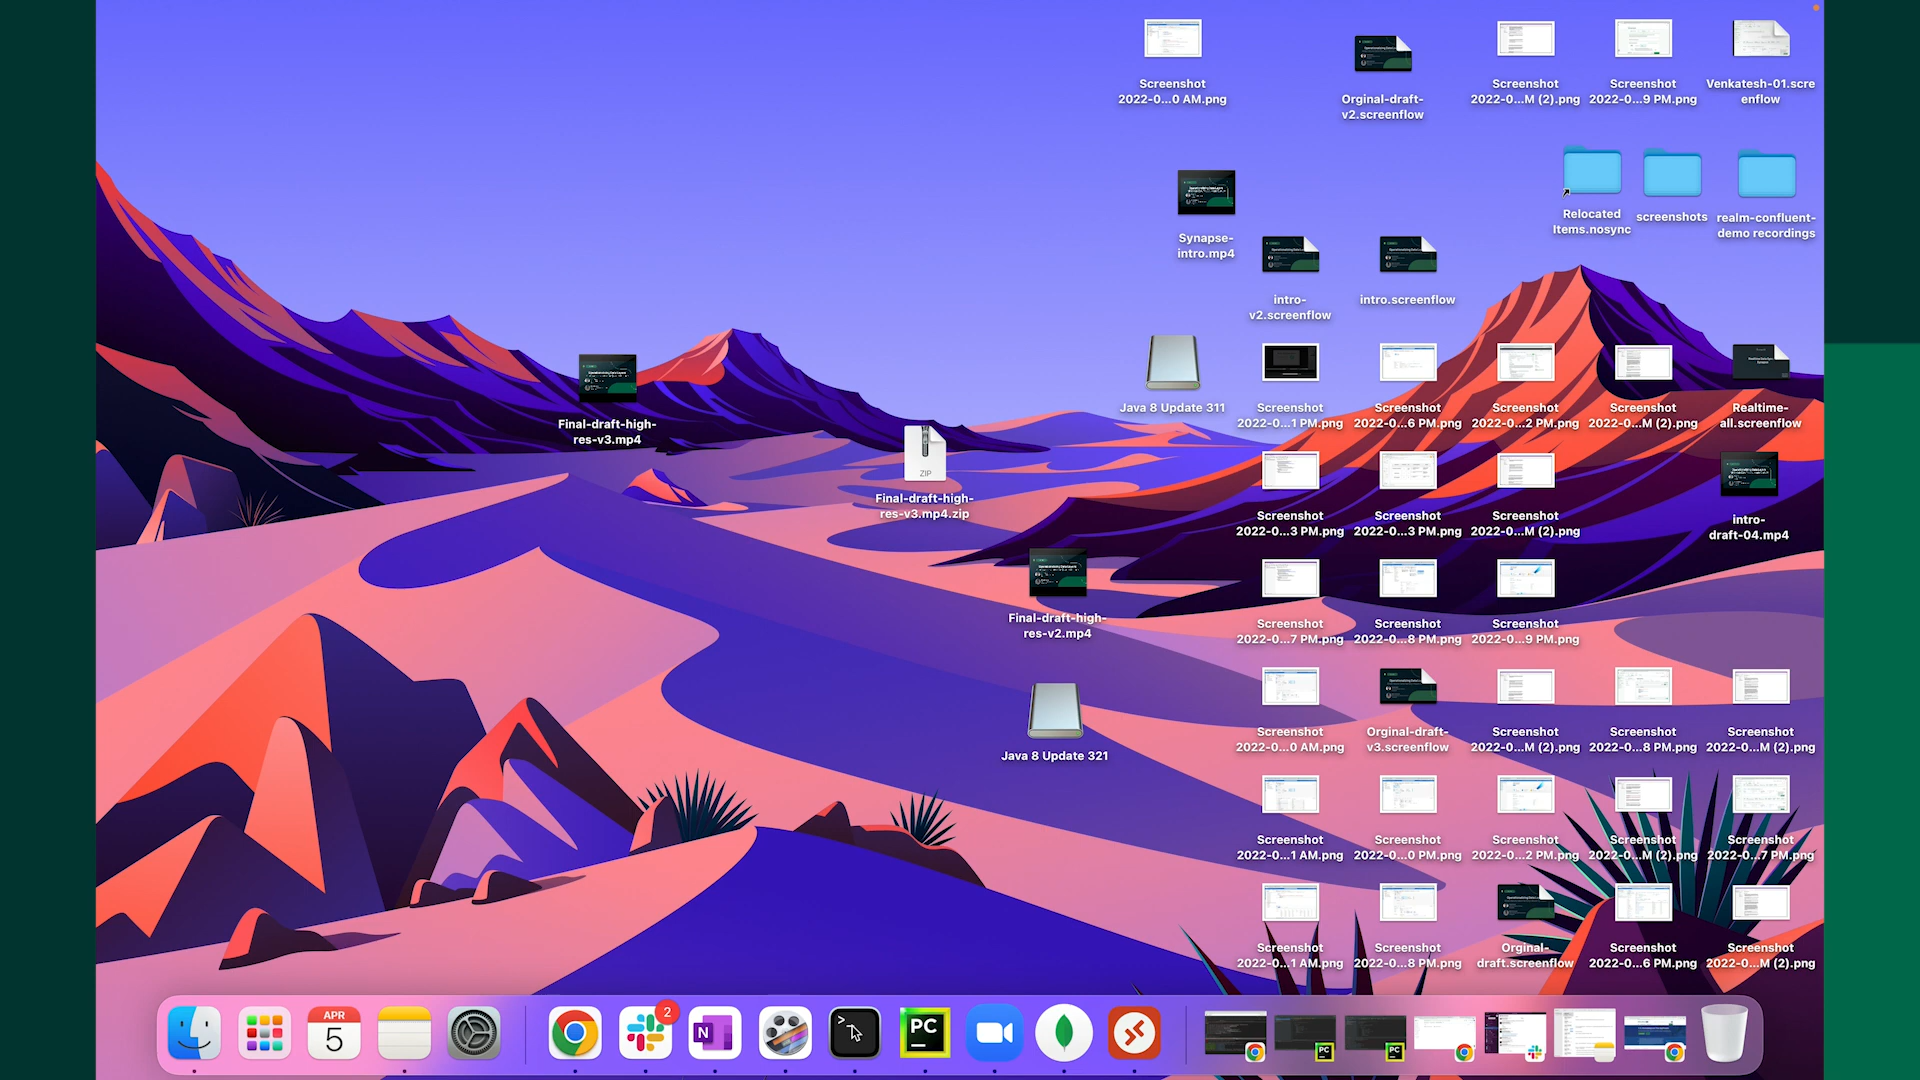 Screenshot
2022-0...0 AM.png
Orginal-draft-
v2.screenflow
Screenshot
2022-0...M (2).png
Screenshot
2022-0...9 PM.png
Venkatesh-01.scre
enflow
Relocated
Items.nosync
screenshots
realm-confluent-
demo recordings
Synapse-
intro.mp4
intro-
v2.screenflow
intro.screenflow
Final-draft-high-
res-v3.mp4
Java 8 Update 311
Screenshot
2022-0...1 PM.png
Screenshot
2022-0...6 PM.png
Screenshot
2022-0...2 PM.png
Screenshot
2022-0...M (2).png
Realtime-
all.screenflow
ZIP
Final-draft-high-
res-v3.mp4.zip
Screenshot
2022-0...3 PM.png
Screenshot
2022-0...3 PM.png
Screenshot
2022-0...M (2).png
intro-
draft-04.mp4
Final-draft-high-
res-v2.mp4
Screenshot
2022-0...7 PM.png
Screenshot
2022-0...8 PM.png
Screenshot
2022-0...9 PM.png
Java 8 Update 321
Screenshot
2022-0...0 AM.png
Orginal-draft-
v3.screenflow
Screenshot
2022-0...M (2).png
Screenshot
2022-0...8 PM.png
Screenshot
2022-0...M (2).png
Screenshot
2022-0...1 AM.png
Screenshot
2022-0...0 PM.png
Screenshot
2022-0...2 PM.png
Screenshot
2022-0...M (2).png
Screenshot
2022-0...7 PM.png
Screenshot
2022-0...1 AM.png
Screenshot
2022-0...8 PM.png
Orginal-
draft.screenflow
Screenshot
2022-0...6 PM.png
Screenshot
2022-0...M (2).png
APR
5
2
N
>_
PC
PC
PC